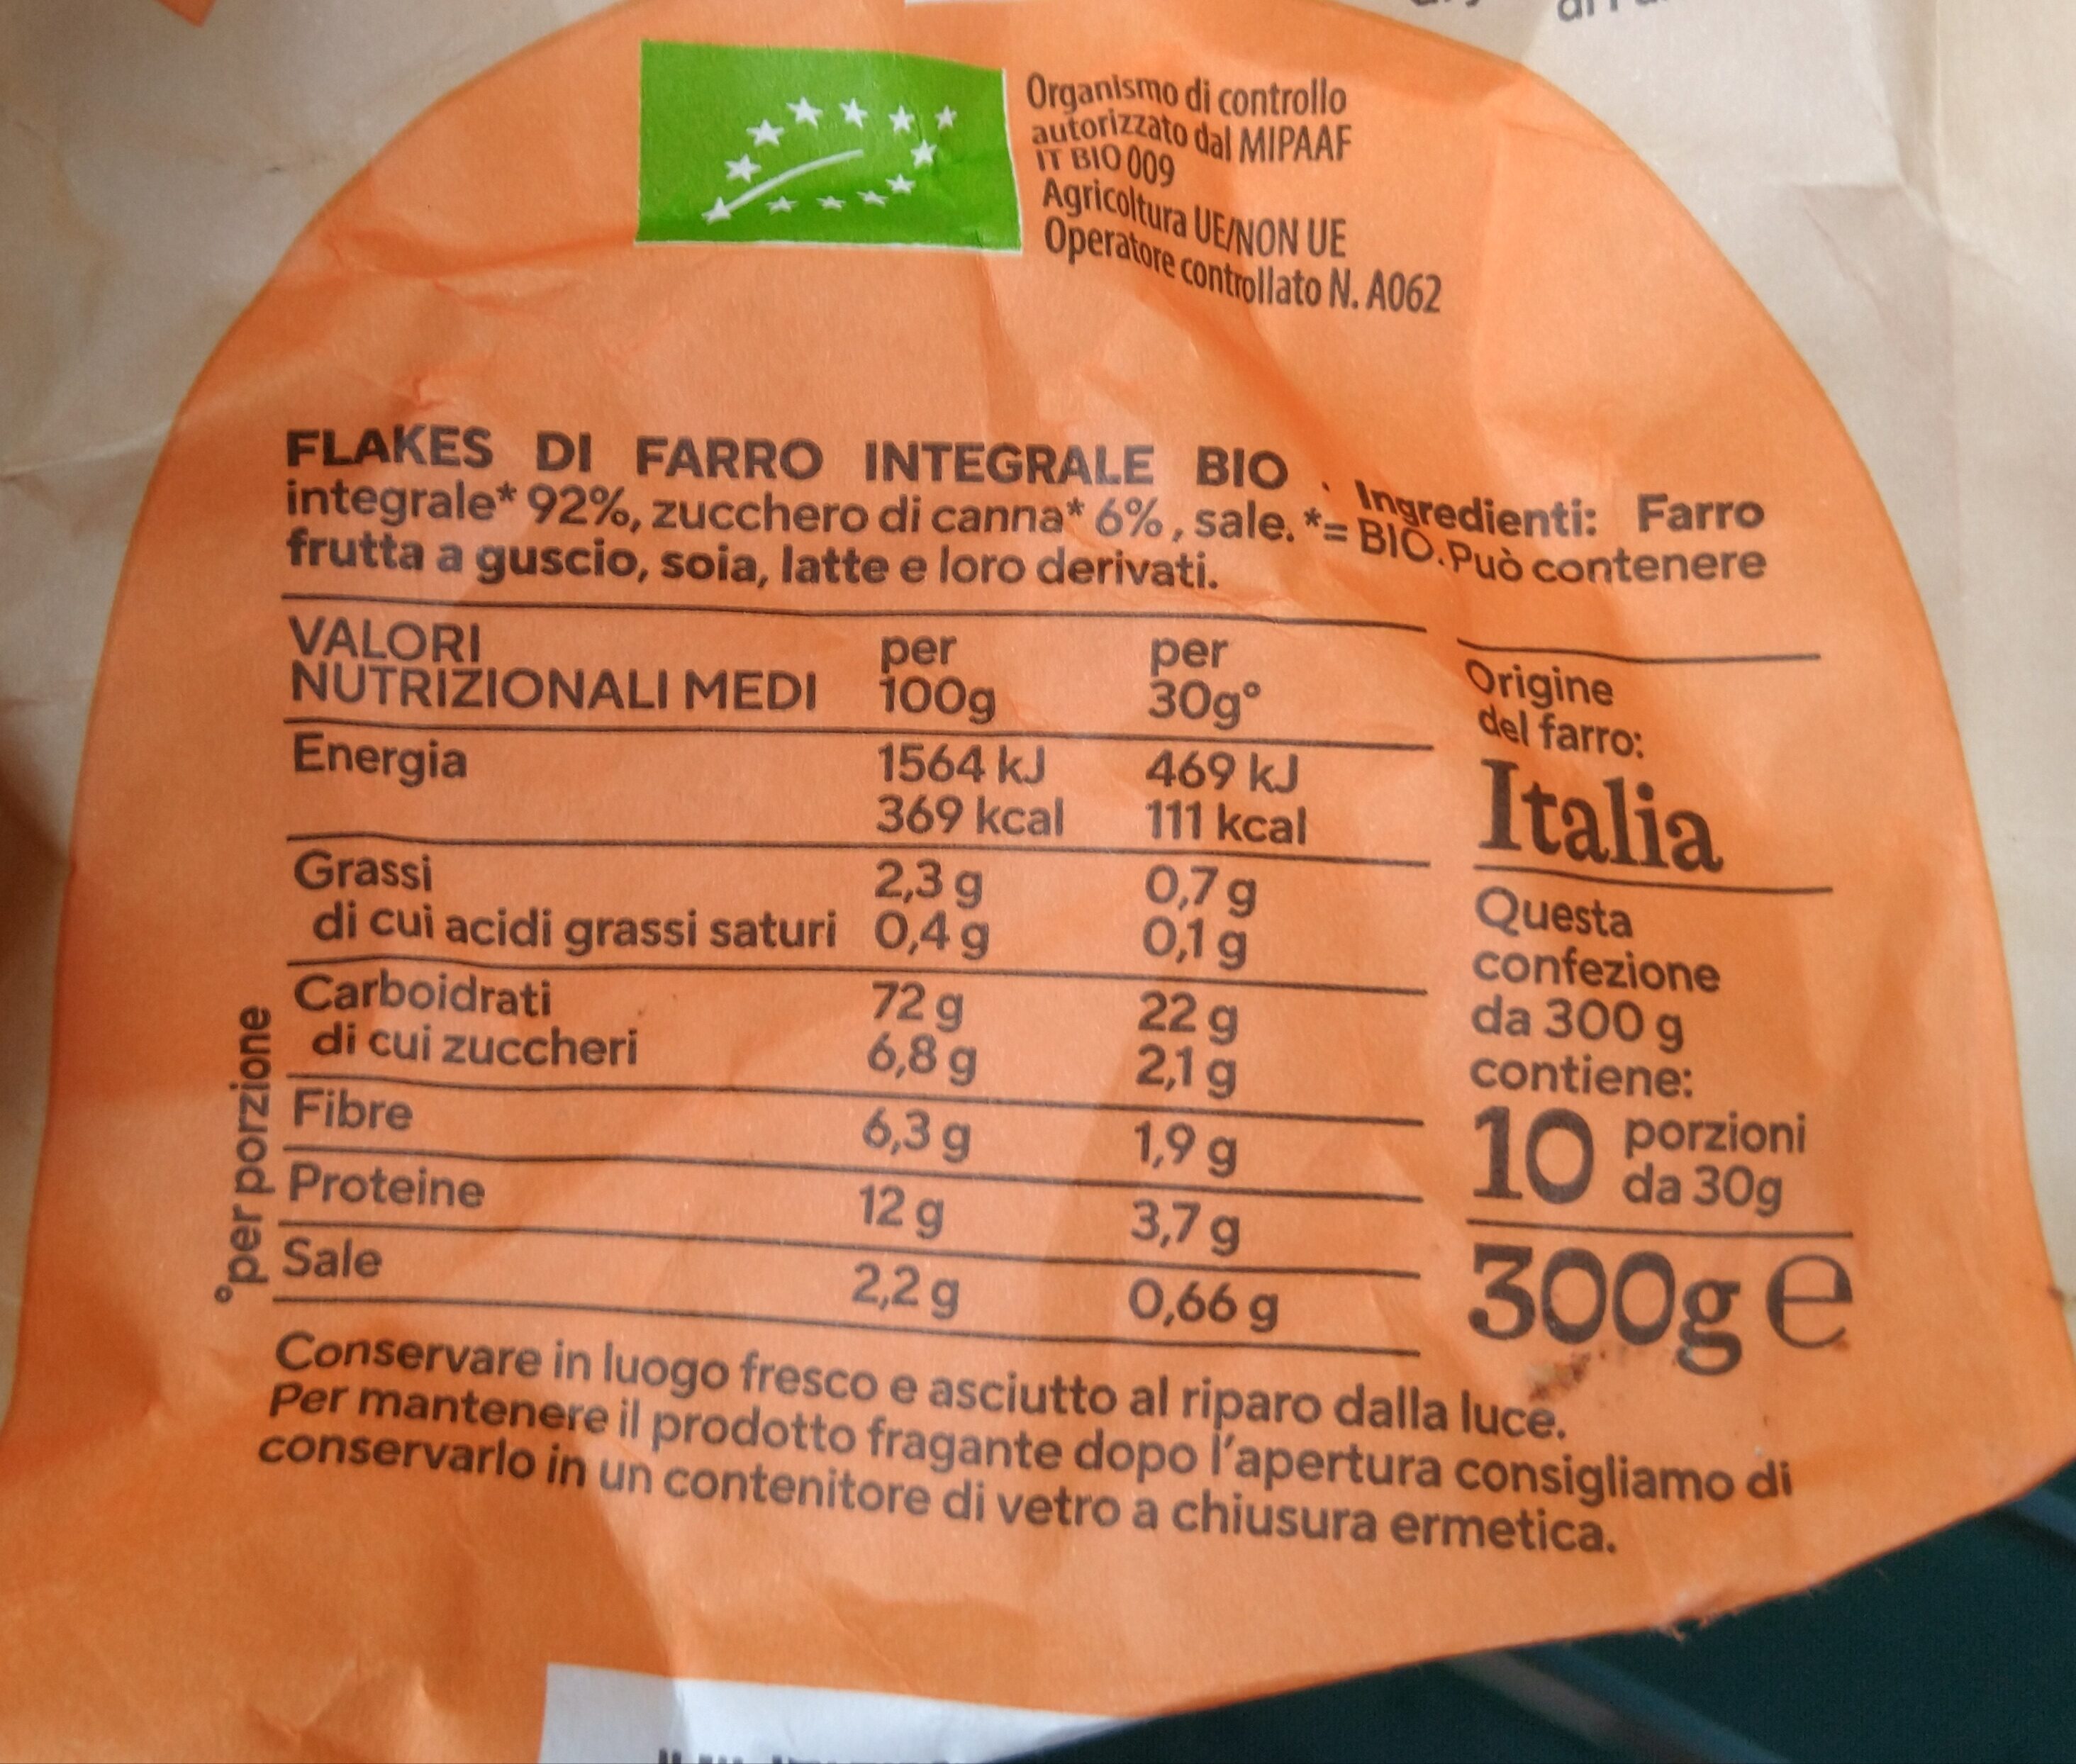 Organismo di controllo
autorizzato dal MIPAAF
IT BIO 009
Agricoltura UE/NON UE
Operatore controllato N. A062
FLAKES DI FARRO INTEGRALE BIO . Ingredienti: Farro
integrale* 92%, zucchero di canna* 6%, sale. *= BIO. Può contenere
frutta a guscio, soia, latte e loro derivati.
VALORI
NUTRIZIONALI MEDI
per 100g
per 30g°
Energia 1564 kJ 469 kJ
369 kcal 111 kcal
Grassi 2,3 g 0,7 g
di cui acidi grassi saturi 0,4 g 0,1 g
Carboidrati 72 g 22 g
di cui zuccheri 6,8 g 2,1 g
Fibre 6,3 g 1,9 g
Proteine 12 g 3,7 g
Sale 2,2 g 0,66 g
°per porzione
Origine
del farro:
Italia
Questa
confezione
da 300 g
contiene:
10 porzioni
da 30g
300g e
Conservare in luogo fresco e asciutto al riparo dalla luce.
Per mantenere il prodotto fragante dopo l'apertura consigliamo di
conservarlo in un contenitore di vetro a chiusura ermetica.